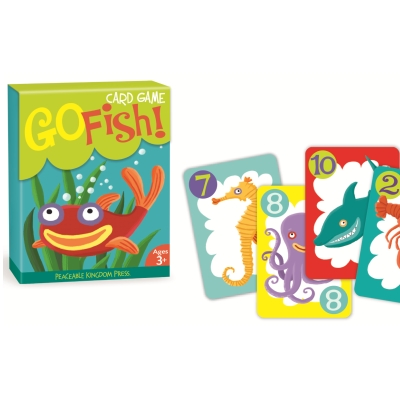 CARD GAME
GO FISH!
Ages
3+
PEACEABLE KINGDOM PRESS
7
8
8
10
2